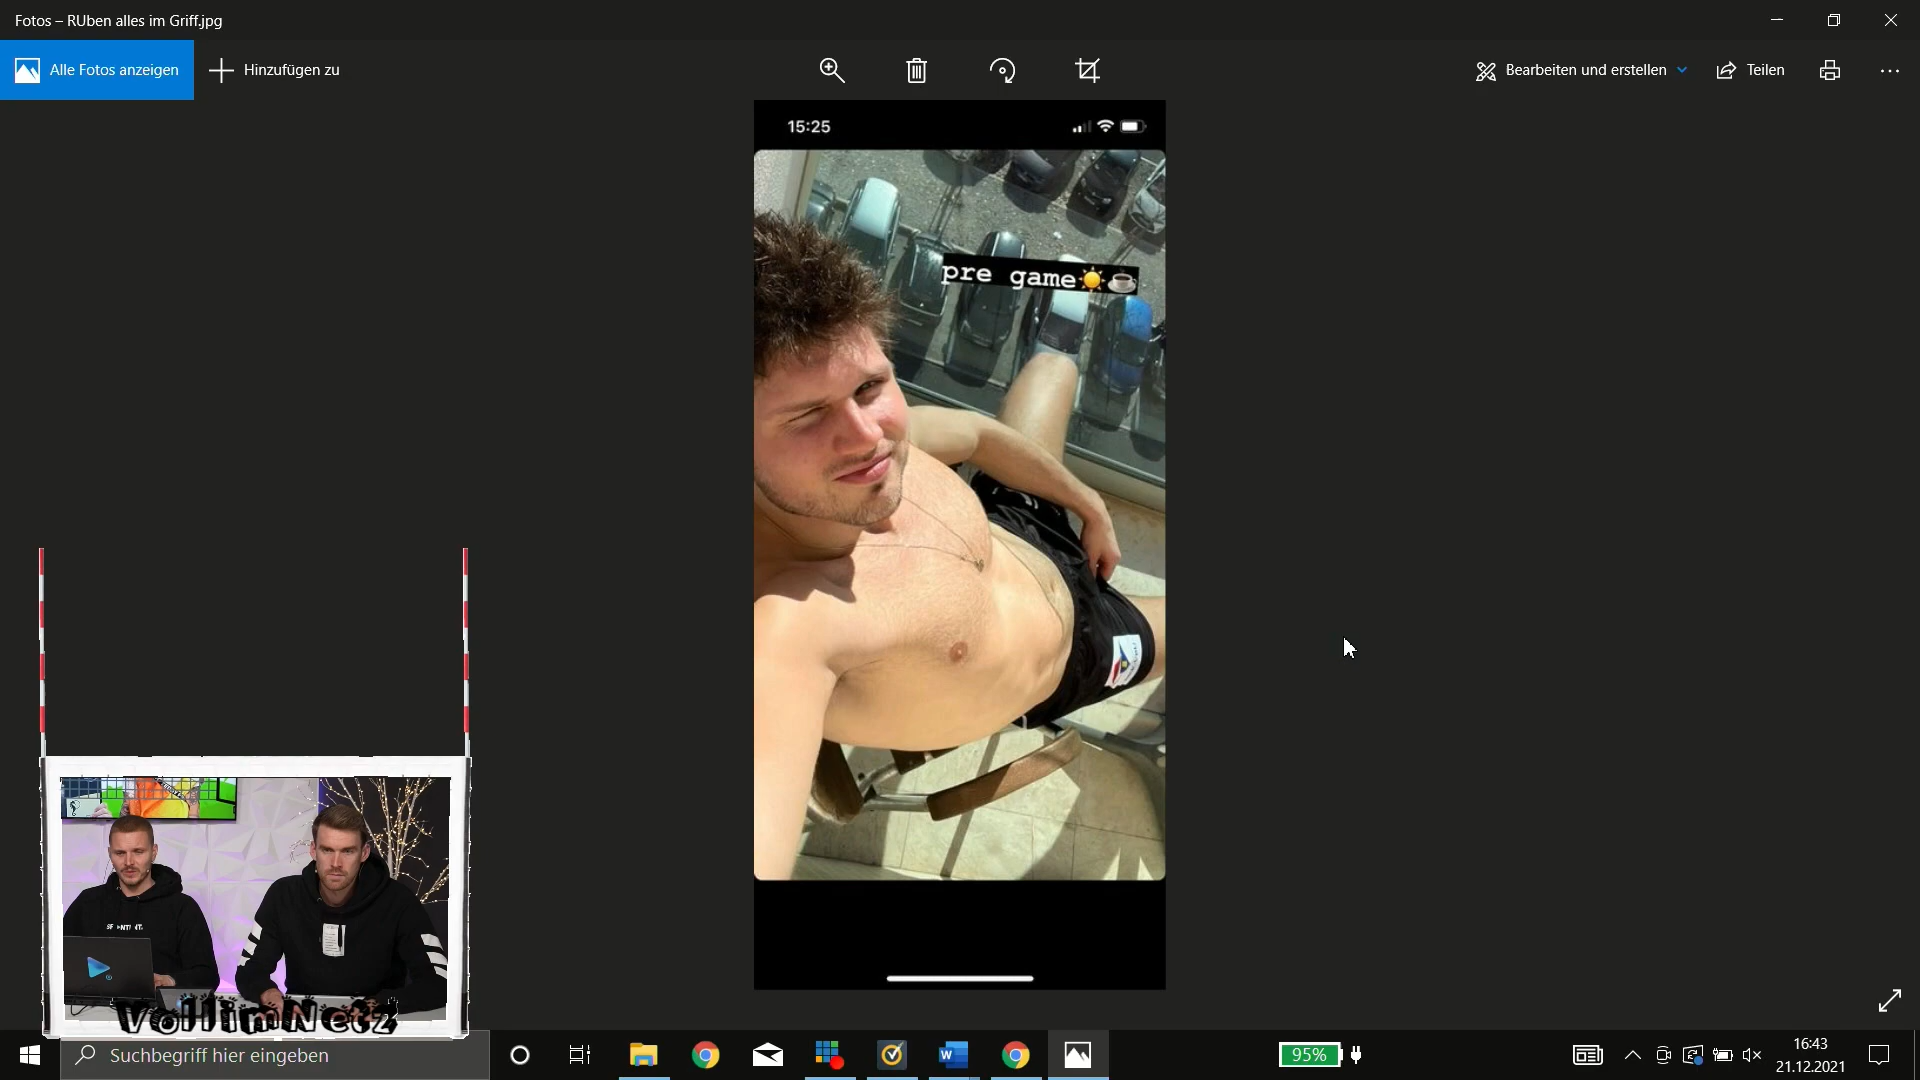 Fotos – RUben alles im Griff.jpg
Alle Fotos anzeigen
Hinzufügen zu
Bearbeiten und erstellen
Teilen
15:25
pre game☀️☕
VollimNetz
Suchbegriff hier eingeben
95%
16:43
21.12.2021